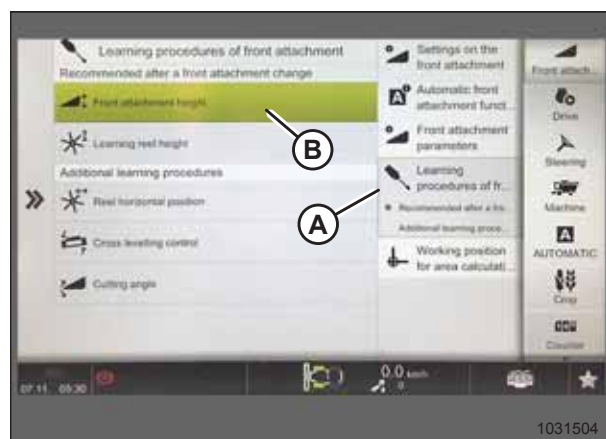 Learning procedures of front attachment
Recommended after a front attachment change
Front attachment height
Learning reel height
Additional learning procedures
Reel horizontal position
Cross levelling control
Cutting angle
Settings on the
front attachment
Automatic front
attachment funct...
Front attachment
parameters
Learning
procedures of fr...
Recommended after a fro...
Additional learning proce...
Working position
for area calculati...
Front attach...
Drive
Steering
Machine
A
AUTOMATIC
Crop
Counter
B
A
07.11 05:30
0.0 km/h
0
1031504